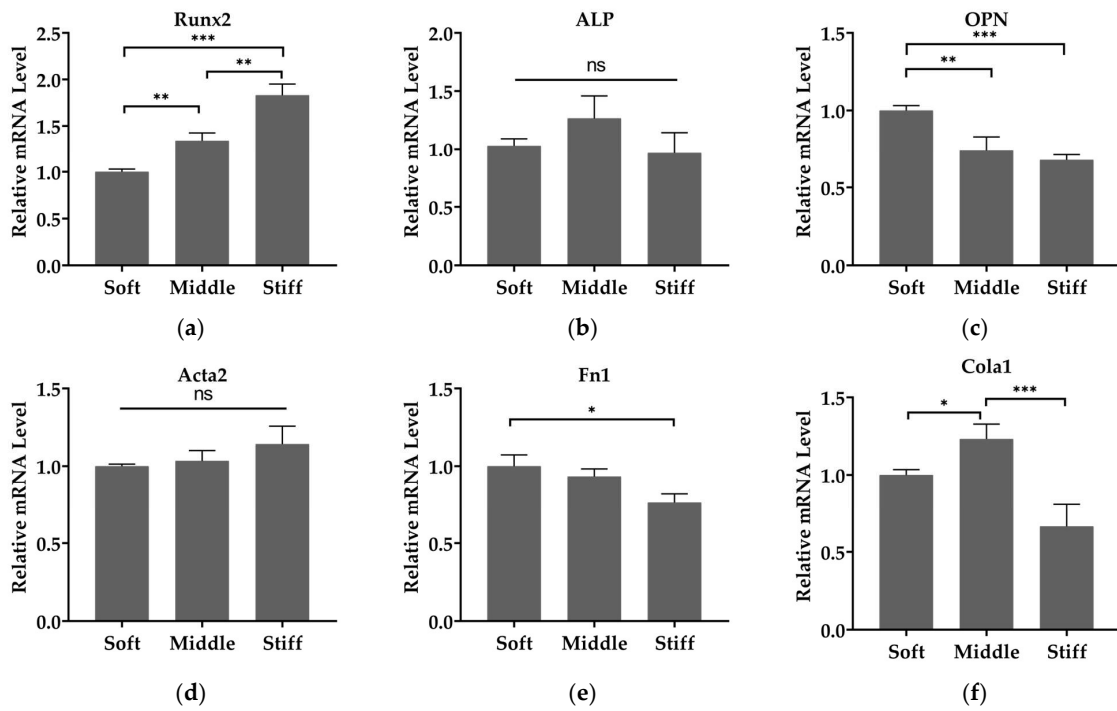 Runx2
Relative mRNA Level
2.5
2.0
1.5
1.0
0.5
0.0
***
**
**
Soft Middle Stiff
(a)
ALP
Relative mRNA Level
2.0
1.5
1.0
0.5
0.0
ns
Soft Middle Stiff
(b)
OPN
Relative mRNA Level
1.5
1.0
0.5
0.0
***
**
Soft Middle Stiff
(c)
Acta2
Relative mRNA Level
1.5
1.0
0.5
0.0
ns
Soft Middle Stiff
(d)
Fn1
Relative mRNA Level
1.5
1.0
0.5
0.0
*
Soft Middle Stiff
(e)
Cola1
Relative mRNA Level
1.5
1.0
0.5
0.0
*
***
Soft Middle Stiff
(f)